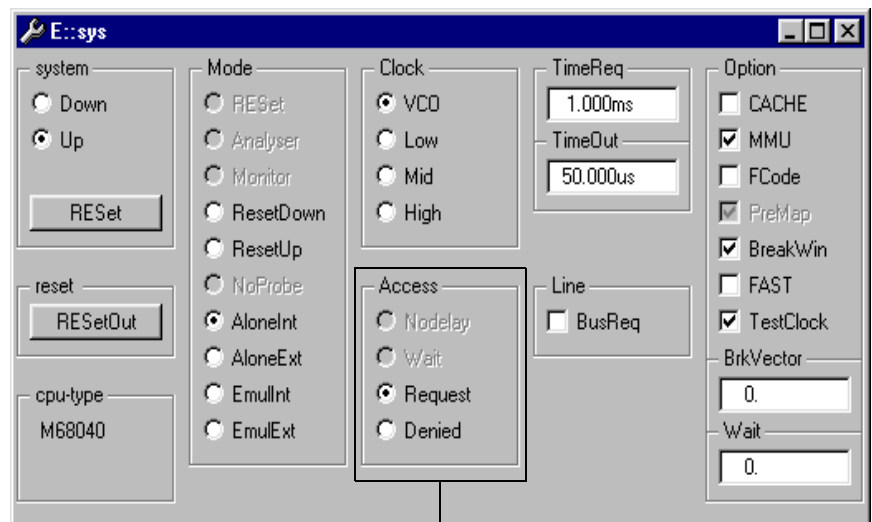 E::sys
system
Down
Up
RESet
reset
RESetOut
cpu-type
M68040
Mode
RESet
Analyser
Monitor
ResetDown
ResetUp
NoProbe
AloneInt
AloneExt
EmulInt
EmulExt
Clock
VCO
Low
Mid
High
Access
Nodelay
Wait
Request
Denied
TimeReq
1.000ms
TimeOut
50.000us
Line
BusReq
Option
CACHE
MMU
FCode
PreMap
BreakWin
FAST
TestClock
BrkVector
0.
Wait
0.